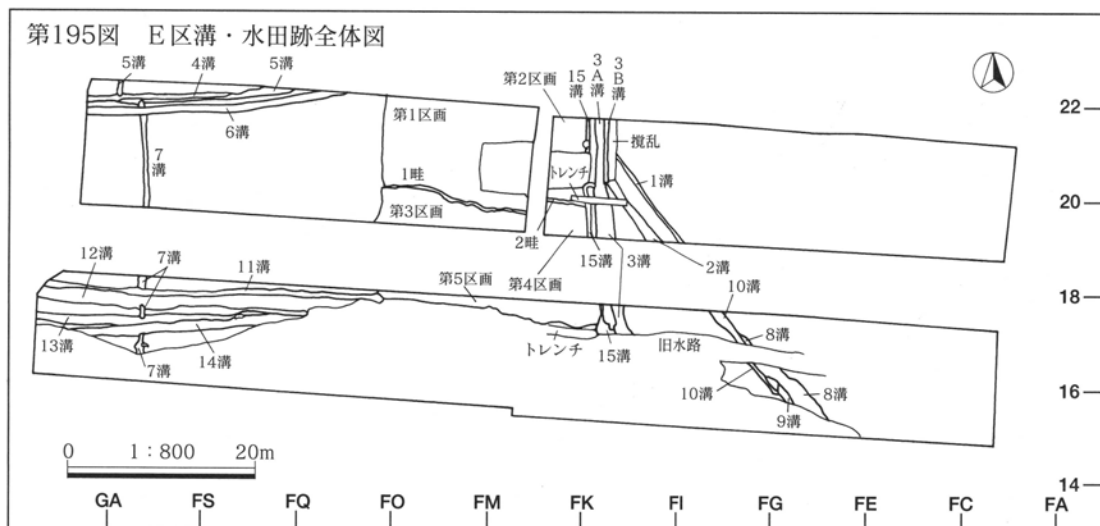 第195図 E区溝・水田跡全体図
5溝
4溝
5溝
6溝
7溝
第1区画
1畦
第3区画
第2区画
15溝
3A溝
3B溝
撹乱
トレンチ
1溝
2畦
第4区画
15溝
3溝
2溝
22
20
18
16
14
12溝
7溝
11溝
13溝
14溝
7溝
第5区画
トレンチ
15溝
旧水路
10溝
8溝
10溝
9溝
8溝
0 1:800 20m
GA FS FQ FO FM FK FI FG FE FC FA